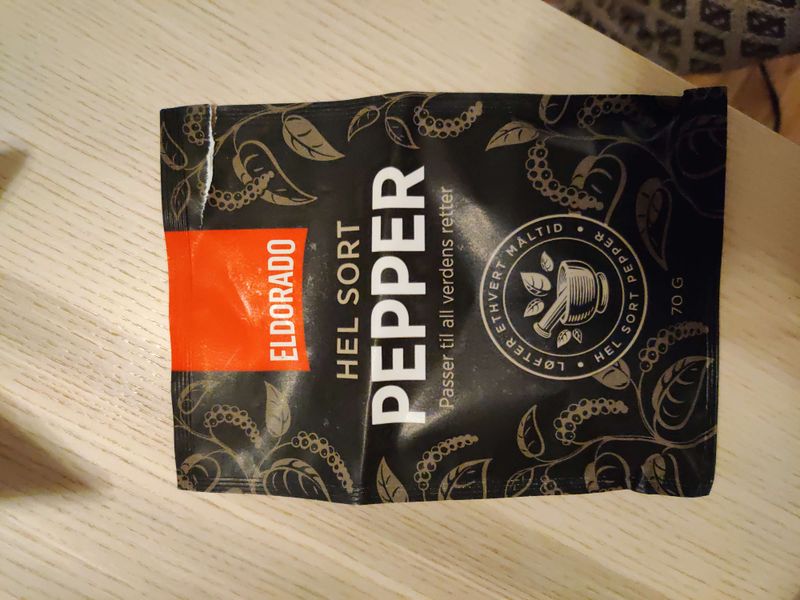 ELDORADO
HEL SORT
PEPPER
Passer til all verdens retter
LØFTER ETHVERT MÅLTID
• HEL SORT PEPPER •
70 G